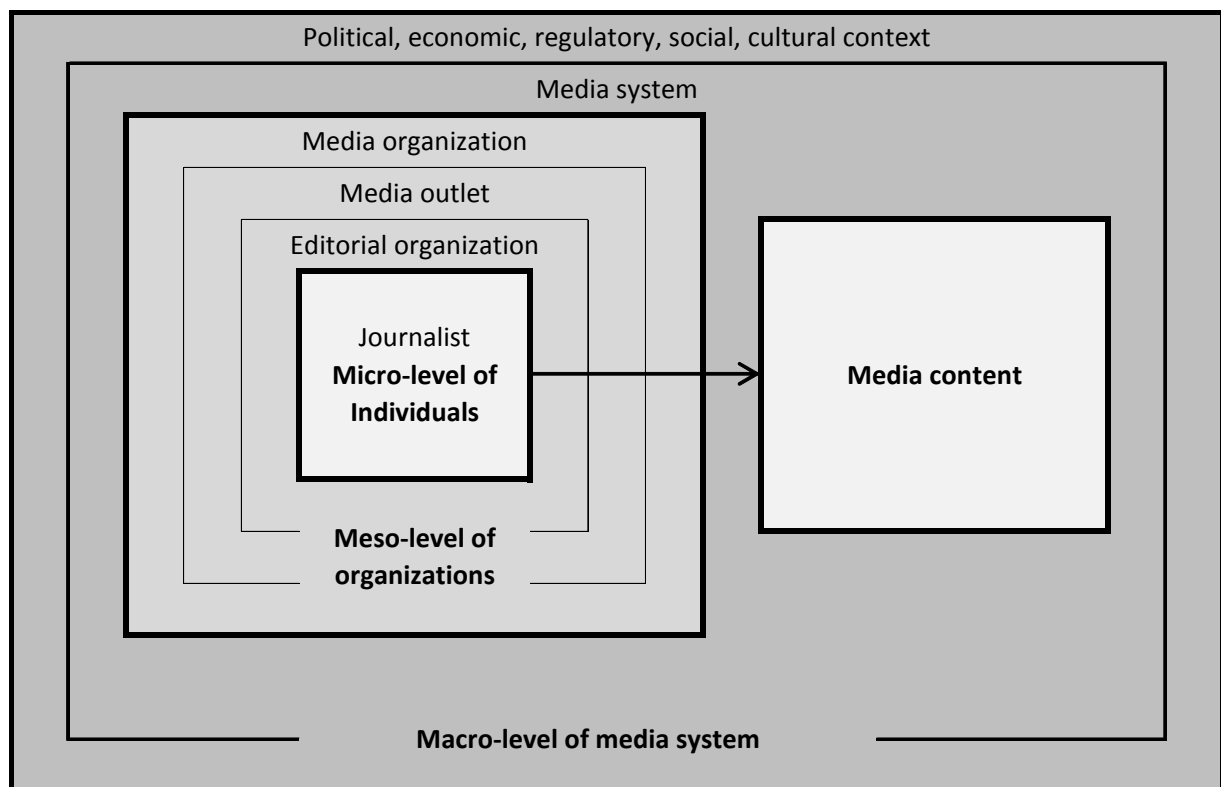 Political, economic, regulatory, social, cultural context
Media system
Media organization
Media outlet
Editorial organization
Journalist
Micro-level of
Individuals
Media content
Meso-level of
organizations
Macro-level of media system